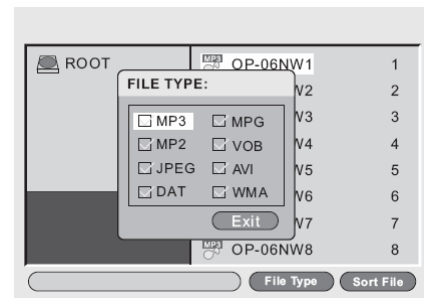 ROOT
OP-06NW1 1
W2 2
W3 3
W4 4
W5 5
W6 6
W7 7
OP-06NW8 8
FILE TYPE:
MP3 MPG
MP2 VOB
JPEG AVI
DAT WMA
Exit
File Type Sort File